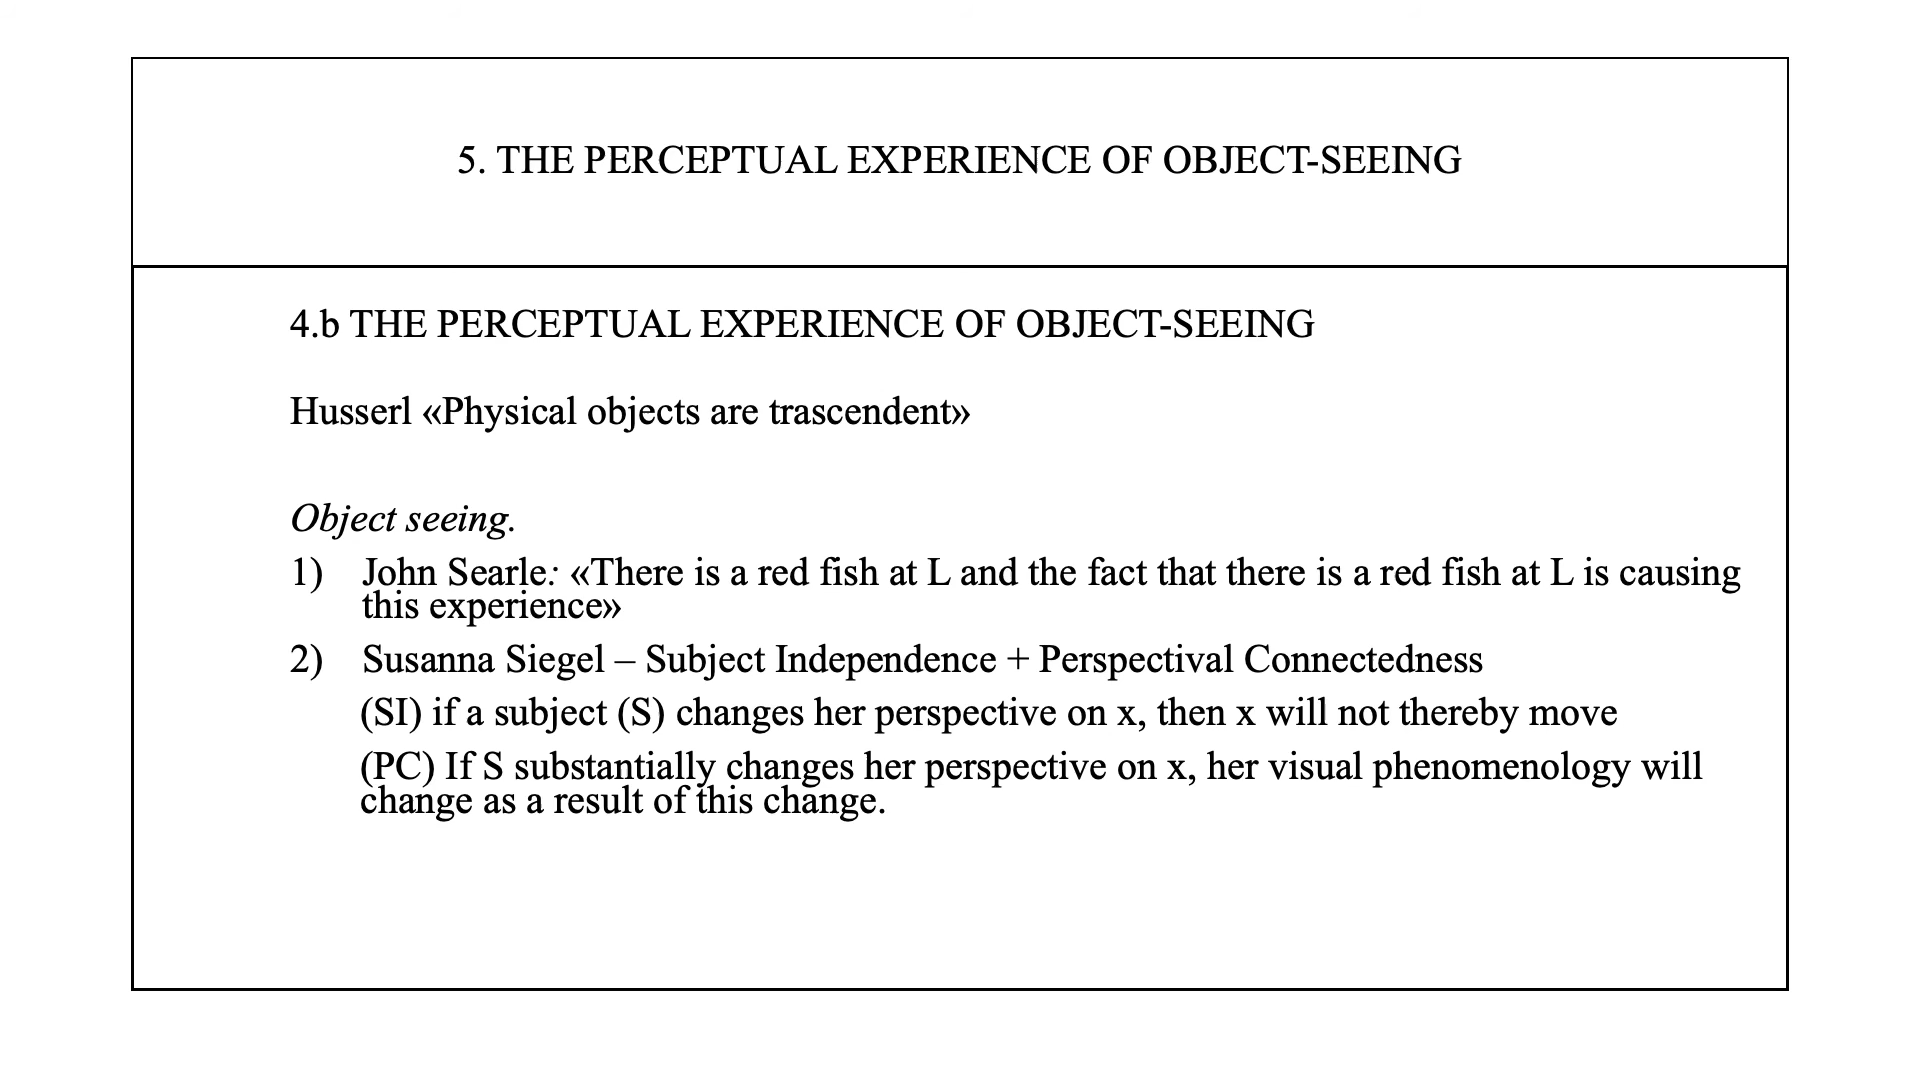 5. THE PERCEPTUAL EXPERIENCE OF OBJECT-SEEING
4.b THE PERCEPTUAL EXPERIENCE OF OBJECT-SEEING
Husserl «Physical objects are trascendent»
Object seeing.
1) John Searle: «There is a red fish at L and the fact that there is a red fish at L is causing
this experience»
2) Susanna Siegel – Subject Independence + Perspectival Connectedness
(SI) if a subject (S) changes her perspective on x, then x will not thereby move
(PC) If S substantially changes her perspective on x, her visual phenomenology will
change as a result of this change.